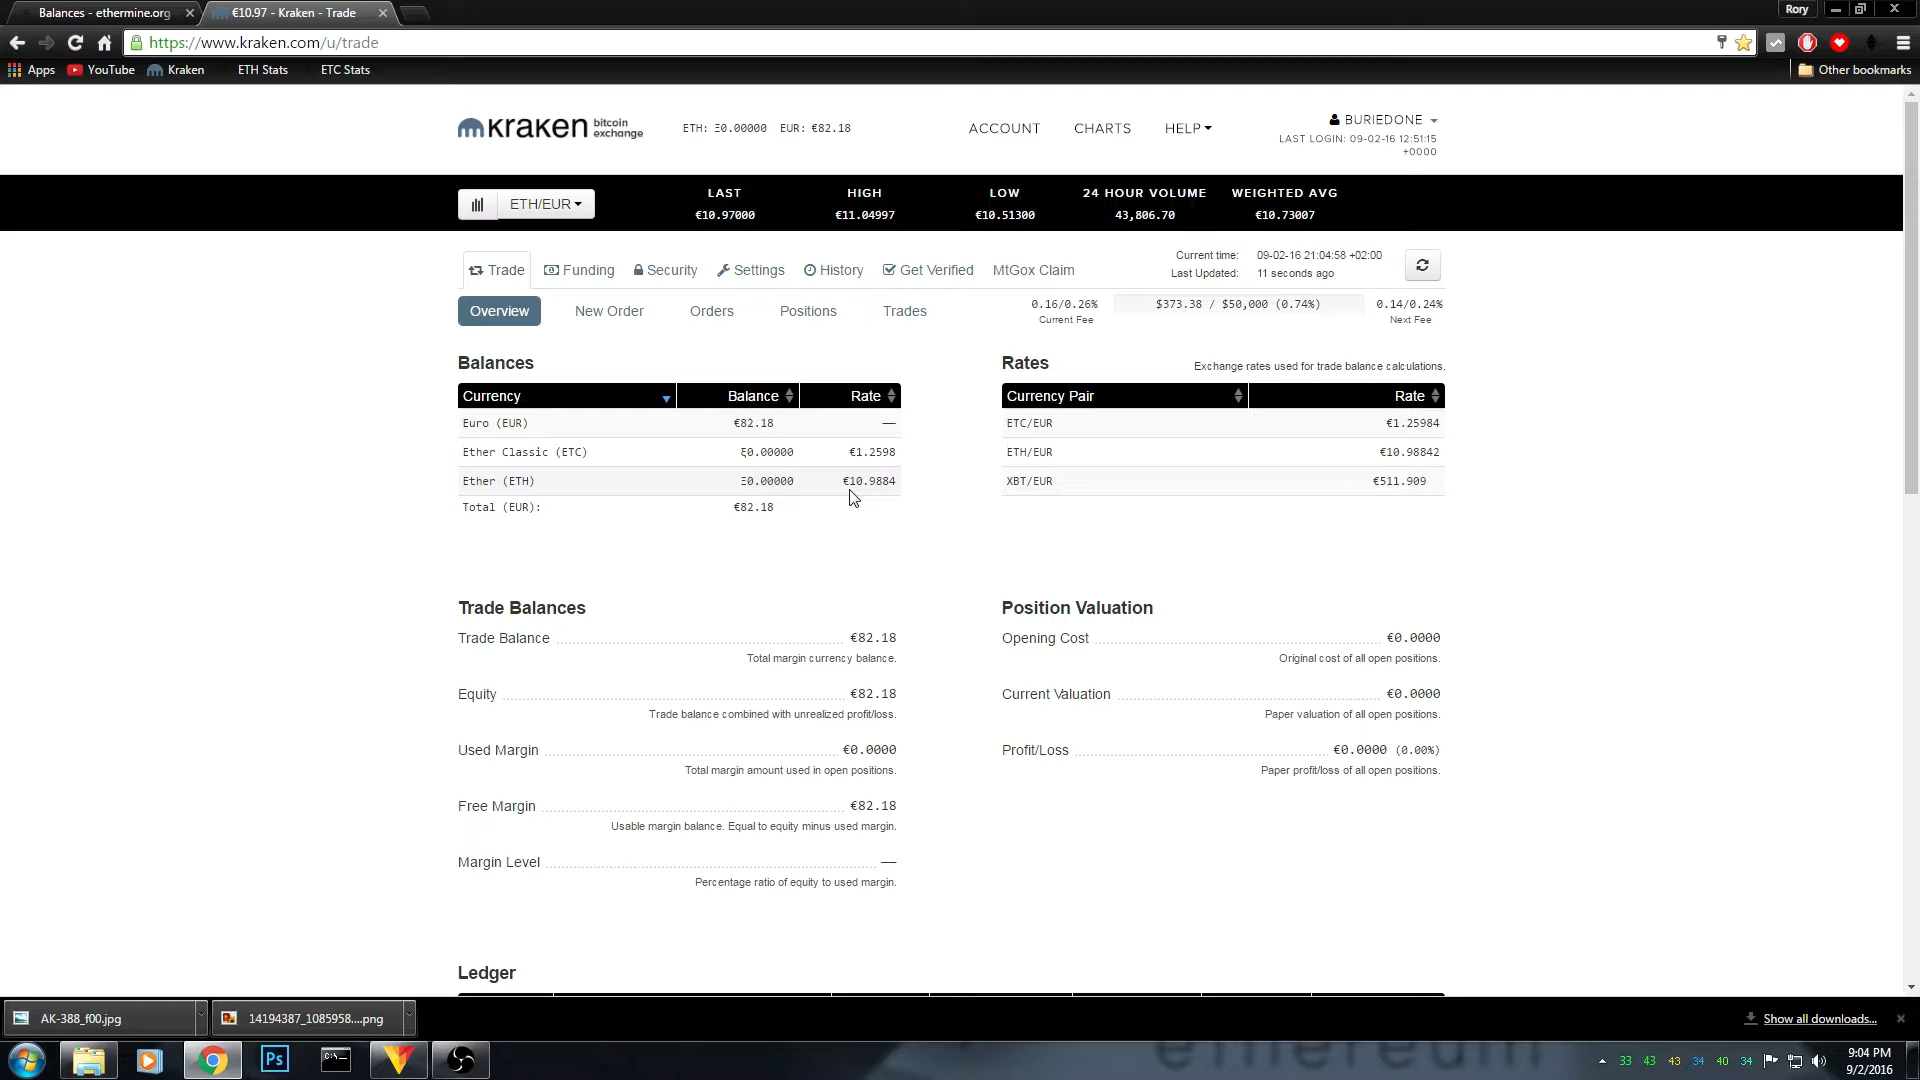 Balances - ethermine.org
€10.97 - Kraken - Trade
Rory
https://www.kraken.com/u/trade
Apps YouTube Kraken ETH Stats ETC Stats Other bookmarks
kraken bitcoin exchange
ETH: Ξ0.00000 EUR: €82.18
ACCOUNT CHARTS HELP
BURIEDONE
LAST LOGIN: 09-02-16 12:51:15
+0000
ETH/EUR
LAST HIGH LOW 24 HOUR VOLUME WEIGHTED AVG
€10.97000 €11.04997 €10.51300 43,806.70 €10.73007
Trade Funding Security Settings History Get Verified MtGox Claim
Current time: 09-02-16 21:04:58 +02:00
Last Updated: 11 seconds ago
Overview New Order Orders Positions Trades
0.16/0.26% $373.38 / $50,000 (0.74%) 0.14/0.24%
Current Fee Next Fee
Balances
Currency Balance Rate
Euro (EUR) €82.18 —
Ether Classic (ETC) ξ0.00000 €1.2598
Ether (ETH) Ξ0.00000 €10.9884
Total (EUR): €82.18
Rates
Exchange rates used for trade balance calculations.
Currency Pair Rate
ETC/EUR €1.25984
ETH/EUR €10.98842
XBT/EUR €511.909
Trade Balances
Trade Balance €82.18
Total margin currency balance.
Equity €82.18
Trade balance combined with unrealized profit/loss.
Used Margin €0.0000
Total margin amount used in open positions.
Free Margin €82.18
Usable margin balance. Equal to equity minus used margin.
Margin Level —
Percentage ratio of equity to used margin.
Position Valuation
Opening Cost €0.0000
Original cost of all open positions.
Current Valuation €0.0000
Paper valuation of all open positions.
Profit/Loss €0.0000 (0.00%)
Paper profit/loss of all open positions.
Ledger
AK-388_f00.jpg
14194387_1085958....png
Show all downloads...
Ps
C:\_
ethereum
33 43 43 34 40 34
9:04 PM
9/2/2016